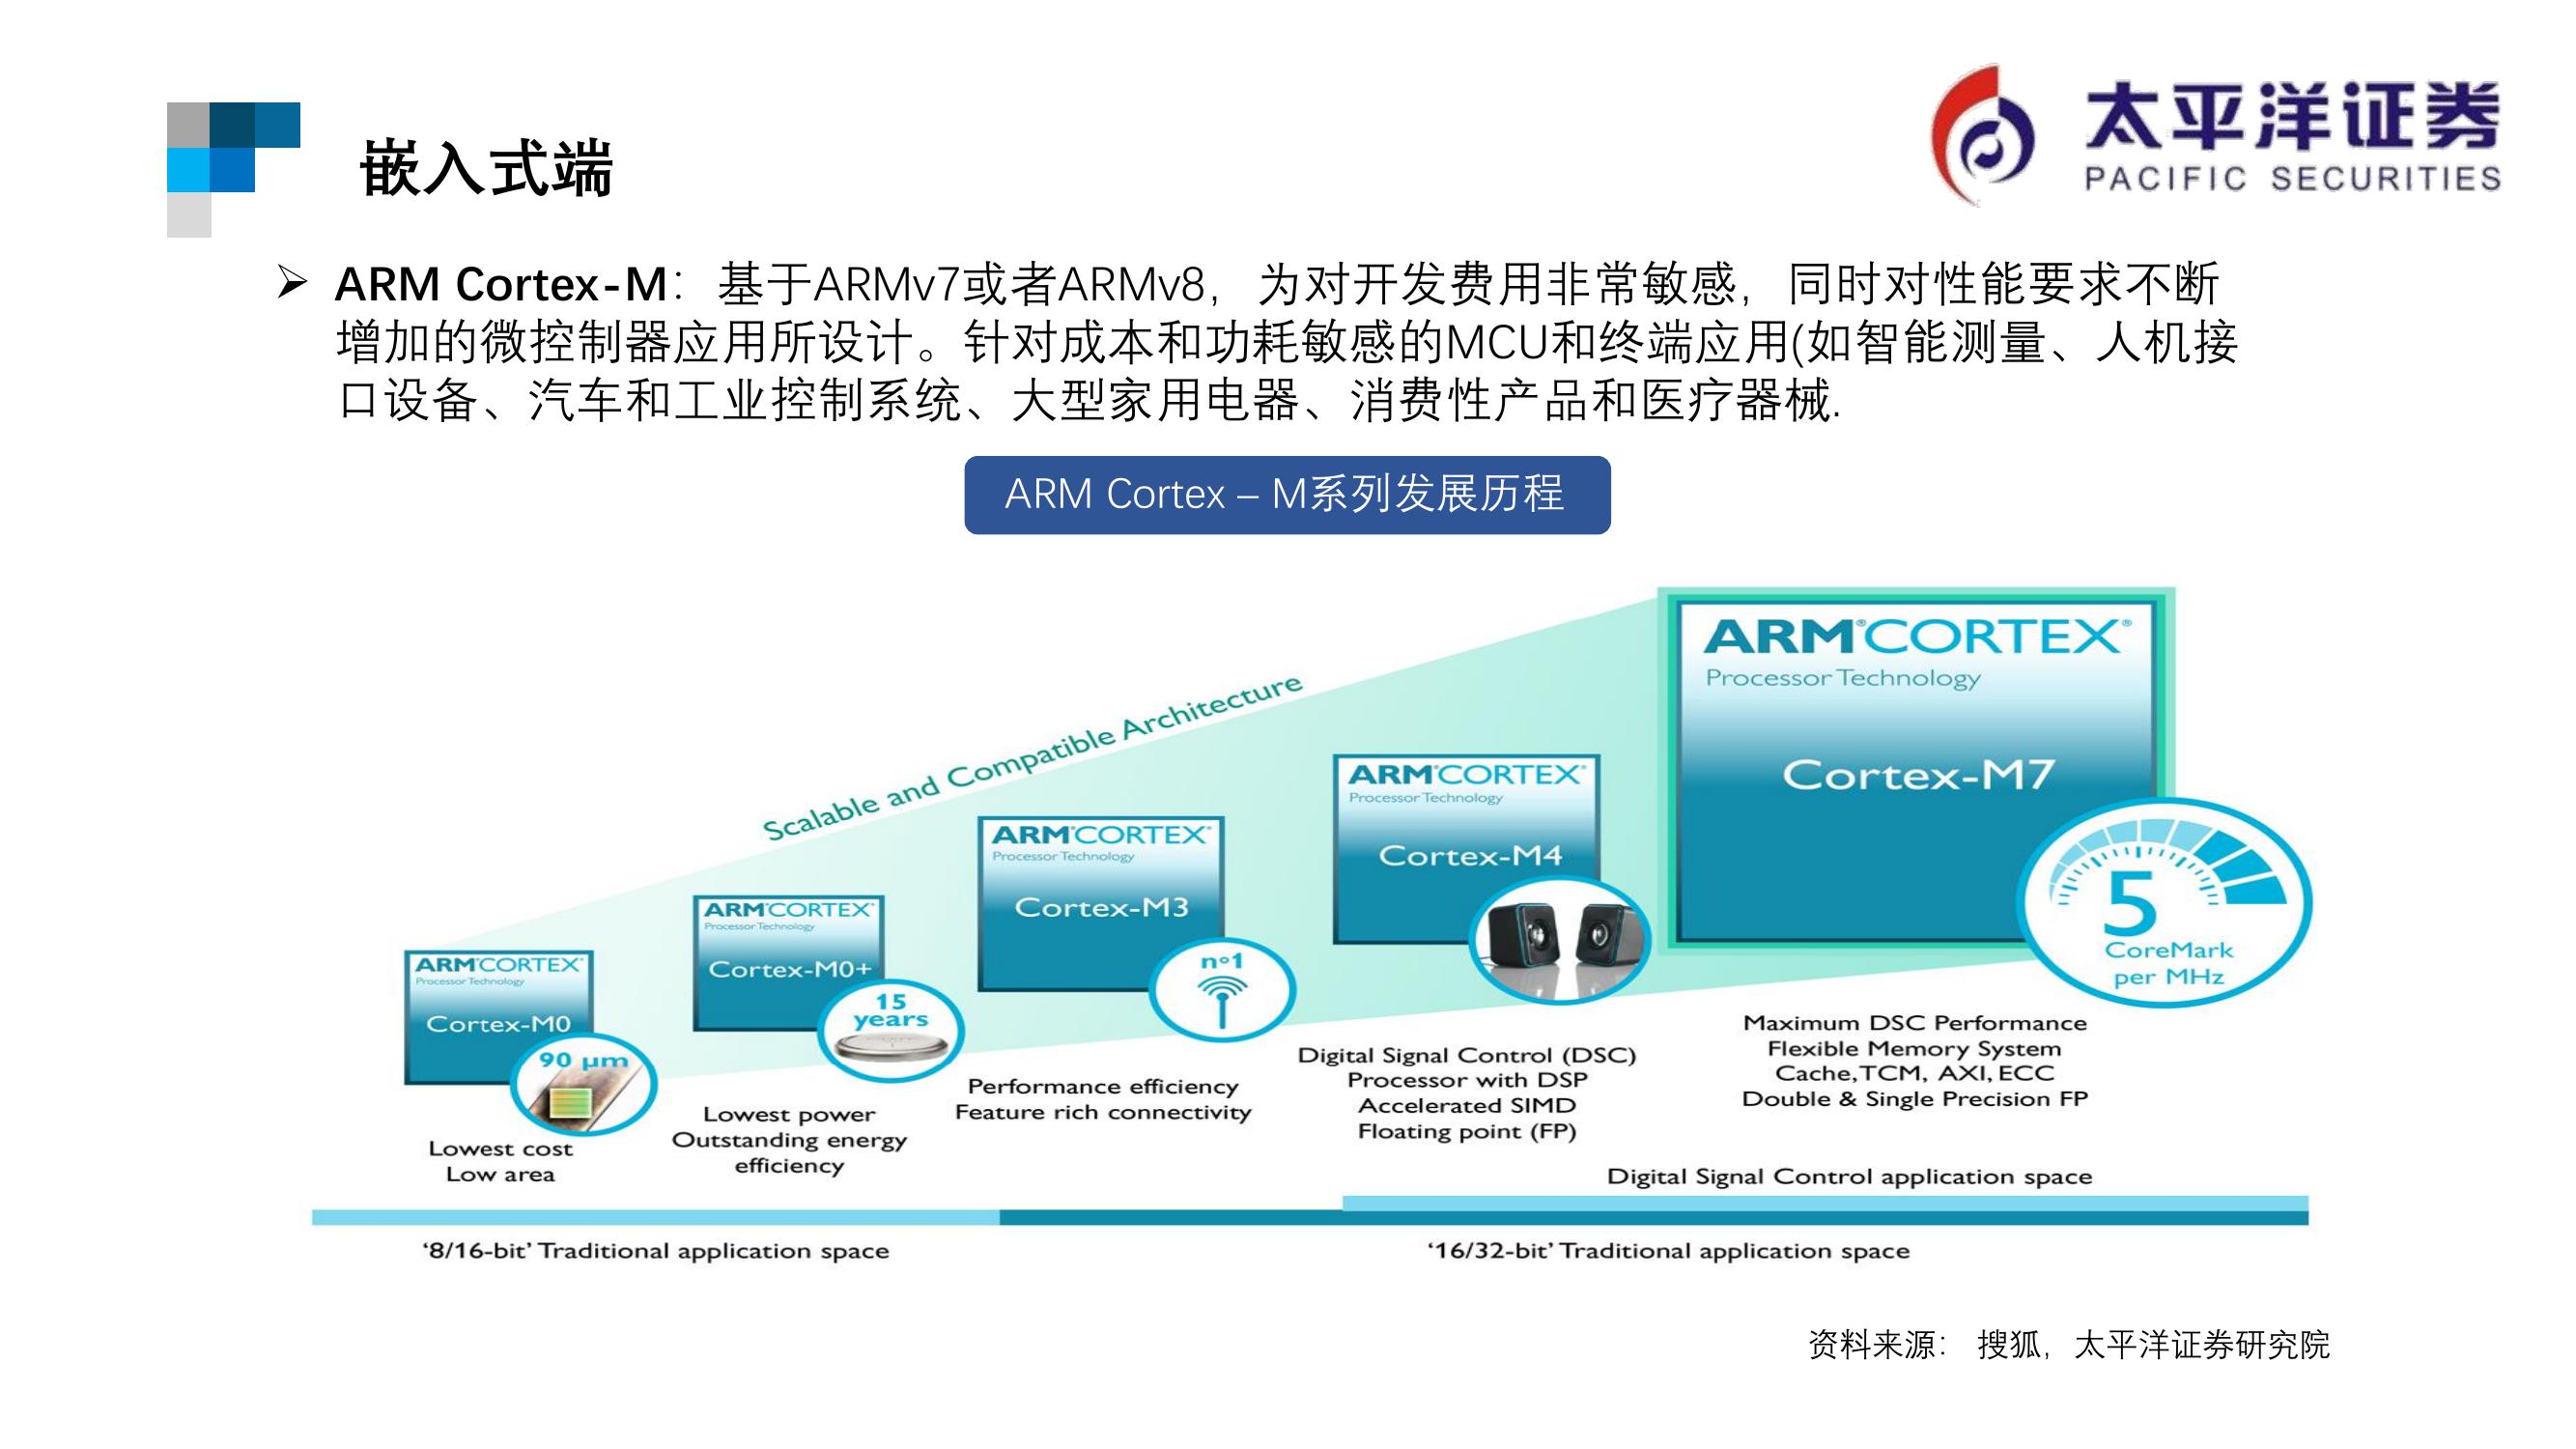 嵌入式端
太平洋证券
PACIFIC SECURITIES
ARM Cortex-M：基于ARMv7或者ARMv8，为对开发费用非常敏感，同时对性能要求不断
增加的微控制器应用所设计。针对成本和功耗敏感的MCU和终端应用(如智能测量、人机接
口设备、汽车和工业控制系统、大型家用电器、消费性产品和医疗器械.
ARM Cortex – M系列发展历程
Scalable and Compatible Architecture
ARM®CORTEX®
Processor Technology
Cortex-M0
90 µm
Lowest cost
Low area
ARM®CORTEX®
Processor Technology
Cortex-M0+
15
years
Lowest power
Outstanding energy
efficiency
ARM®CORTEX®
Processor Technology
Cortex-M3
nº1
Performance efficiency
Feature rich connectivity
ARM®CORTEX®
Processor Technology
Cortex-M4
Digital Signal Control (DSC)
Processor with DSP
Accelerated SIMD
Floating point (FP)
ARM®CORTEX®
Processor Technology
Cortex-M7
5
CoreMark
per MHz
Maximum DSC Performance
Flexible Memory System
Cache, TCM, AXI, ECC
Double & Single Precision FP
Digital Signal Control application space
‘8/16-bit’ Traditional application space
‘16/32-bit’ Traditional application space
资料来源： 搜狐，太平洋证券研究院